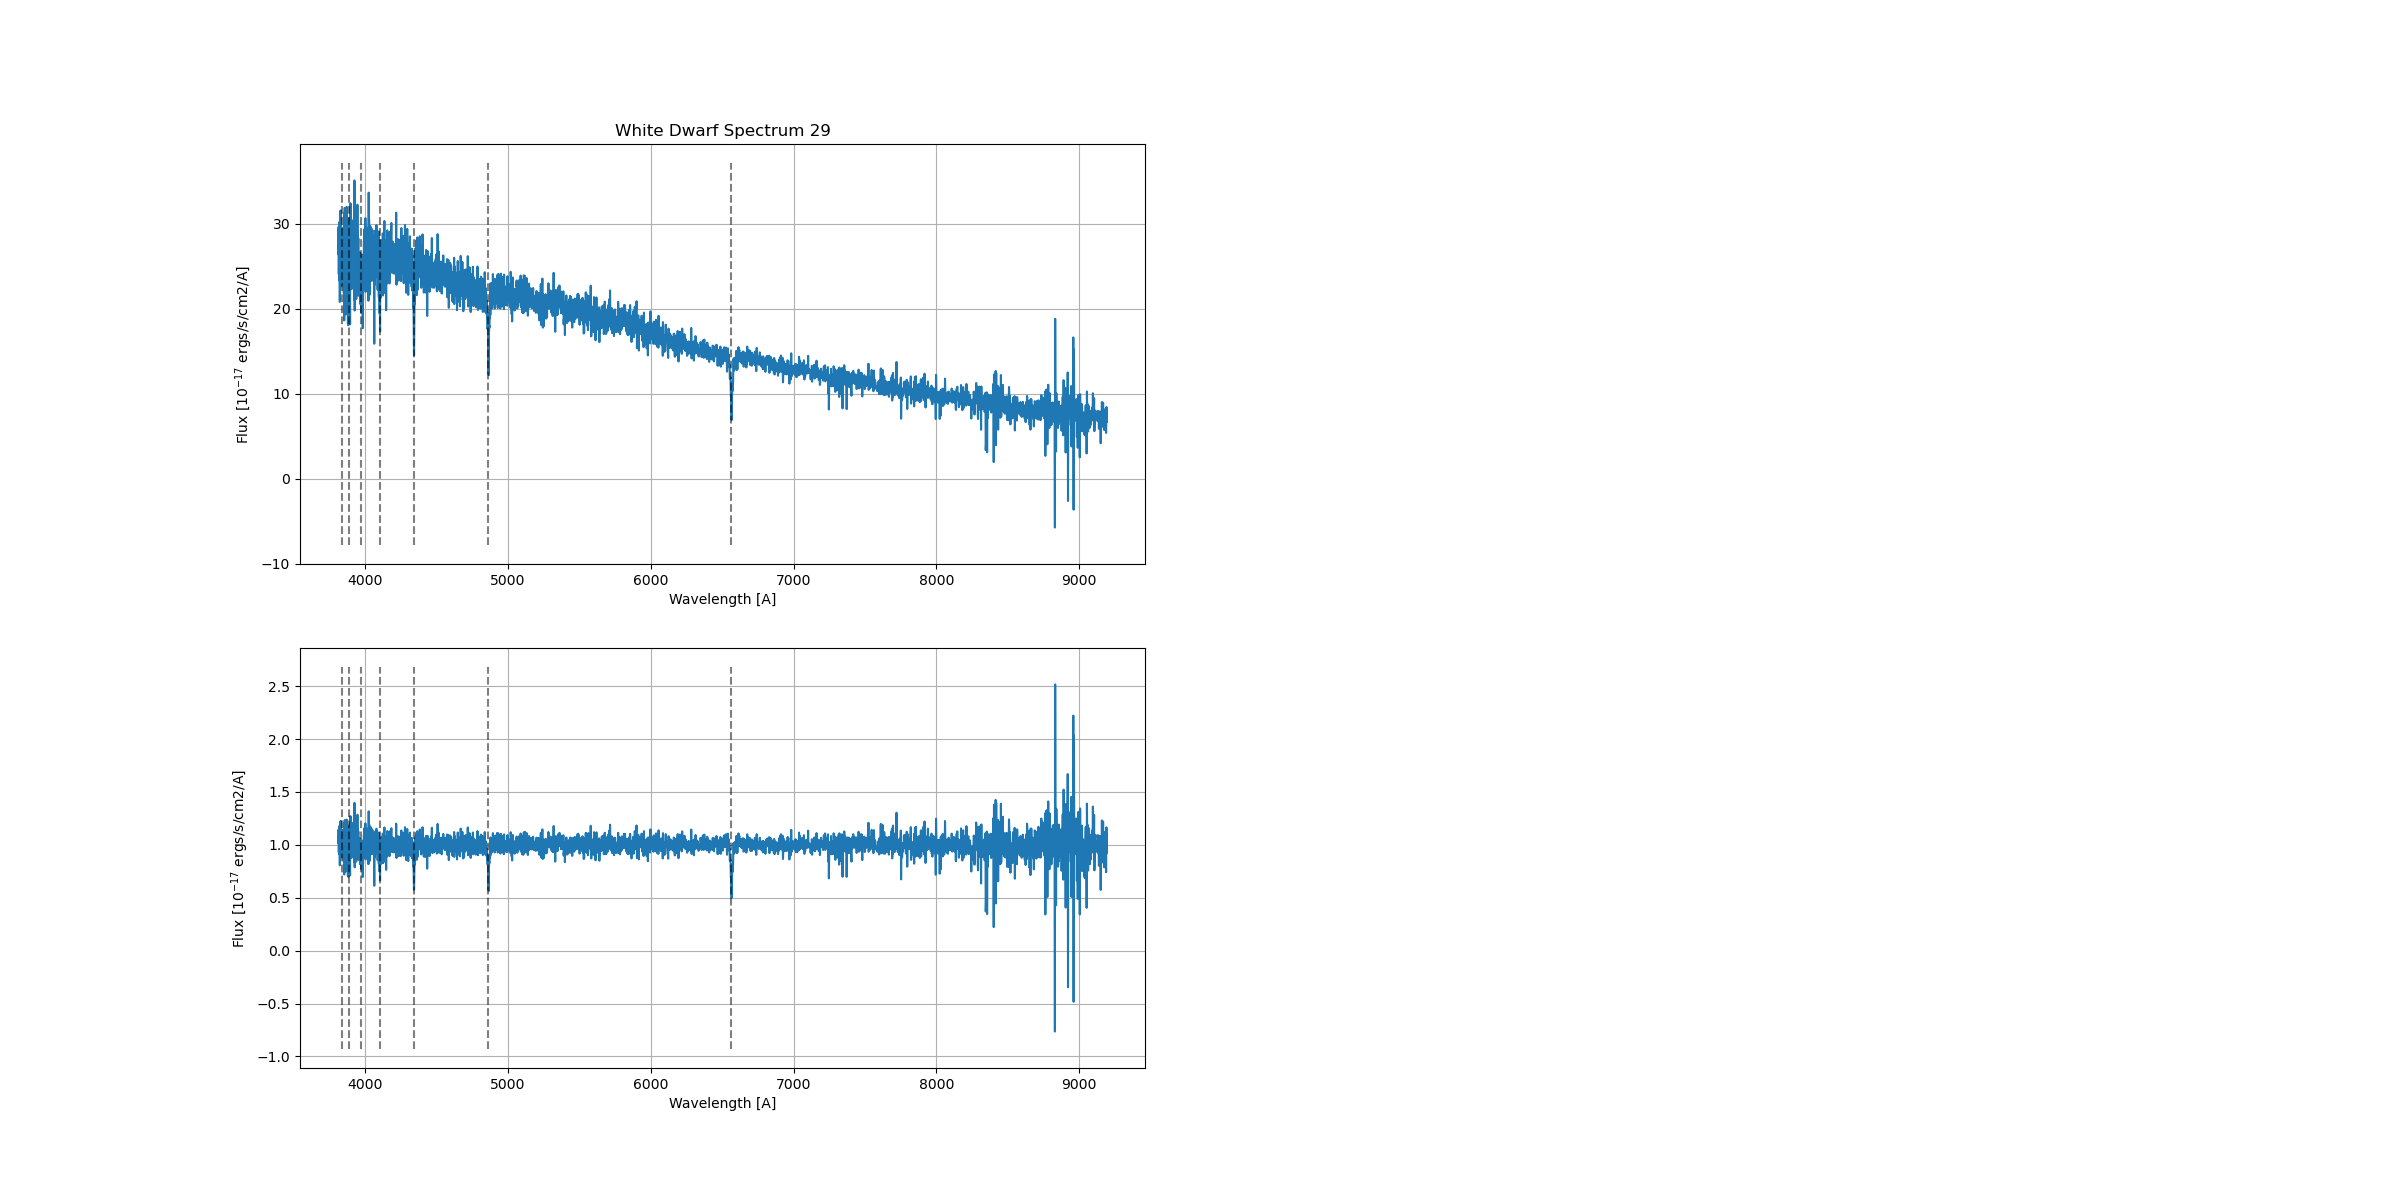 White Dwarf Spectrum 29
Flux [10⁻¹⁷ ergs/s/cm2/A]
30
20
10
0
−10
4000 5000 6000 7000 8000 9000
Wavelength [A]
Flux [10⁻¹⁷ ergs/s/cm2/A]
2.5
2.0
1.5
1.0
0.5
0.0
−0.5
−1.0
4000 5000 6000 7000 8000 9000
Wavelength [A]